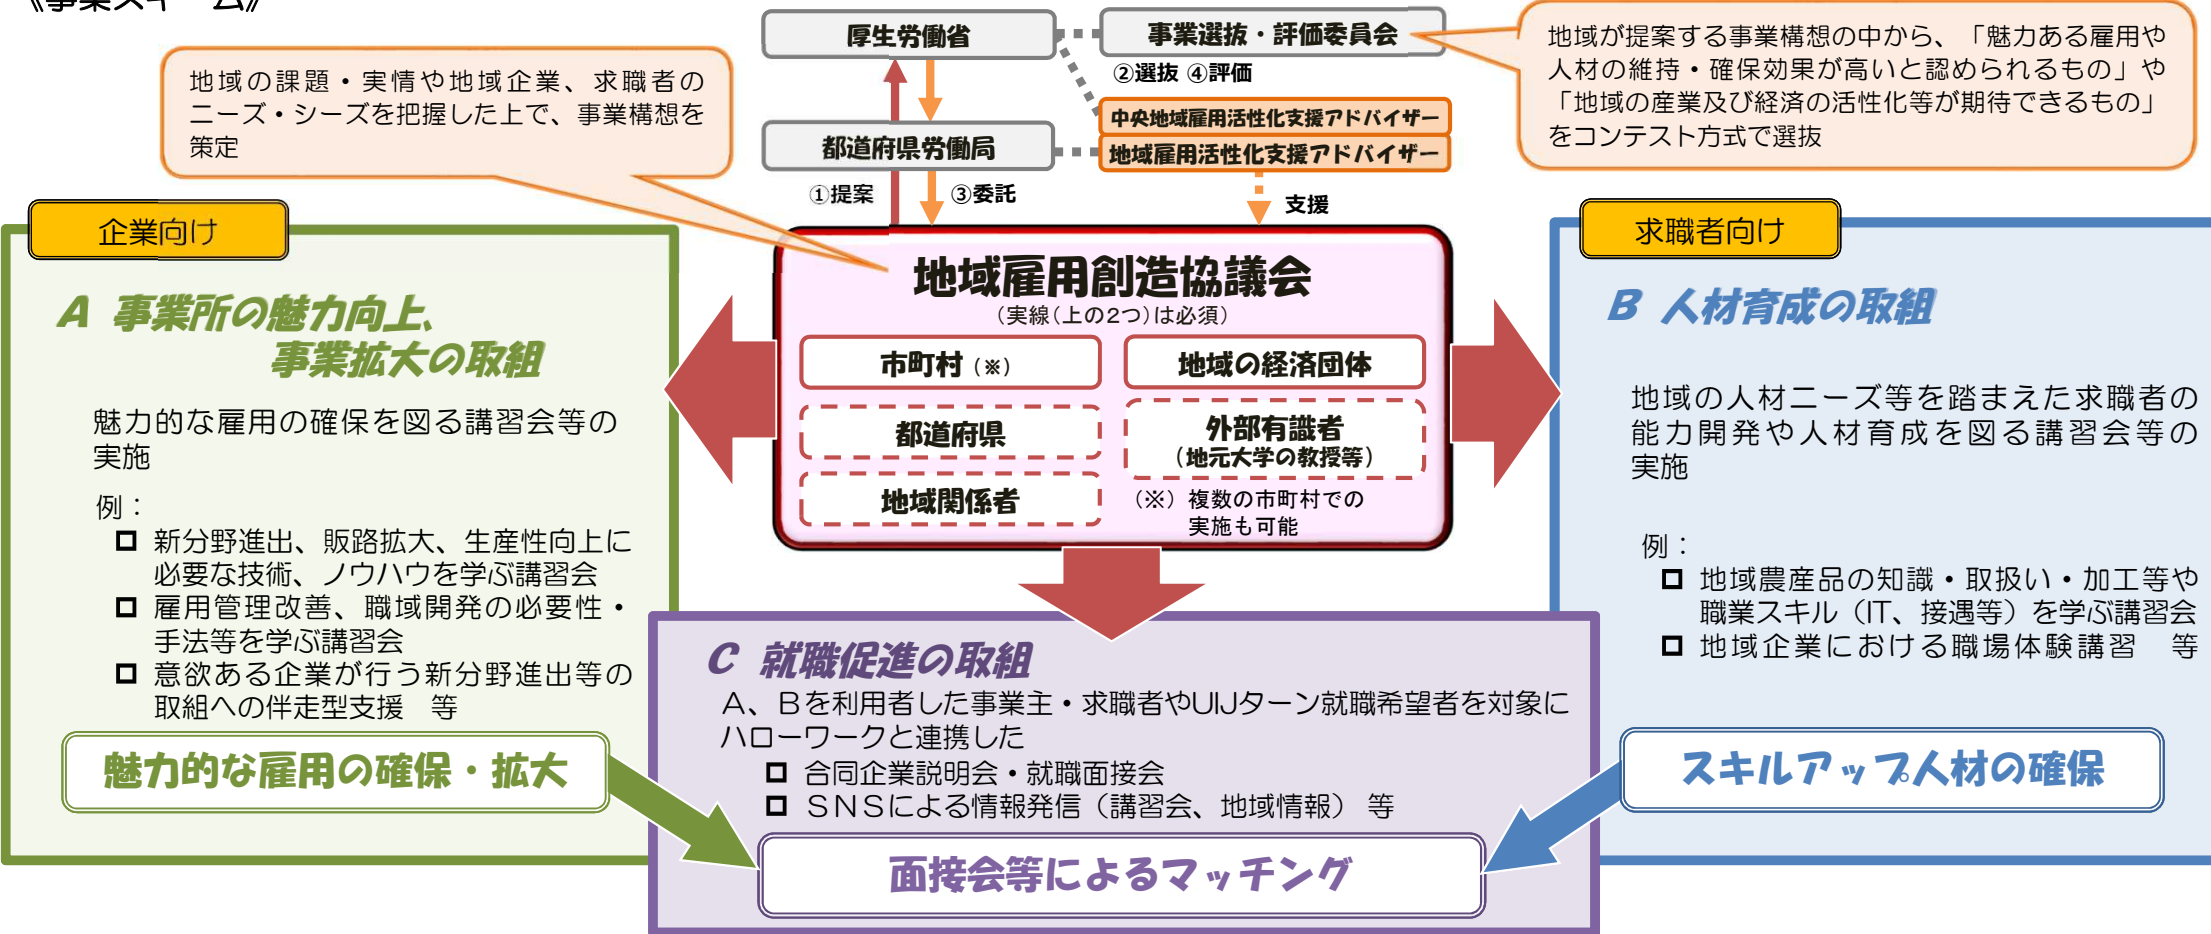 《事業スキーム》
厚生労働省
事業選抜・評価委員会
②選抜 ④評価
地域が提案する事業構想の中から、「魅力ある雇用や
人材の維持・確保効果が高いと認められるもの」や
「地域の産業及び経済の活性化等が期待できるもの」
をコンテスト方式で選抜
地域の課題・実情や地域企業、求職者の
ニーズ・シーズを把握した上で、事業構想を
策定
都道府県労働局
中央地域雇用活性化支援アドバイザー
地域雇用活性化支援アドバイザー
①提案
③委託
支援
地域雇用創造協議会
(実線(上の2つ)は必須)
市町村(※)
地域の経済団体
都道府県
外部有識者
(地元大学の教授等)
地域関係者
(※)複数の市町村での
実施も可能
企業向け
A 事業所の魅力向上、
事業拡大の取組
魅力的な雇用の確保を図る講習会等の
実施
例：
□ 新分野進出、販路拡大、生産性向上に
必要な技術、ノウハウを学ぶ講習会
□ 雇用管理改善、職域開発の必要性・
手法等を学ぶ講習会
□ 意欲ある企業が行う新分野進出等の
取組への伴走型支援 等
魅力的な雇用の確保・拡大
求職者向け
B 人材育成の取組
地域の人材ニーズ等を踏まえた求職者の
能力開発や人材育成を図る講習会等の
実施
例：
□ 地域農産品の知識・取扱い・加工等や
職業スキル（IT、接遇等）を学ぶ講習会
□ 地域企業における職場体験講習 等
スキルアップ人材の確保
C 就職促進の取組
Ａ、Ｂを利用者した事業主・求職者やUIJターン就職希望者を対象に
ハローワークと連携した
□ 合同企業説明会・就職面接会
□ ＳＮＳによる情報発信（講習会、地域情報） 等
面接会等によるマッチング